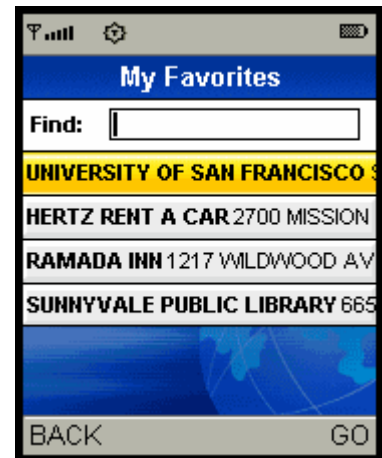 My Favorites
Find:
UNIVERSITY OF SAN FRANCISCO
HERTZ RENT A CAR 2700 MISSION
RAMADA INN 1217 WILDWOOD AV
SUNNYVALE PUBLIC LIBRARY 665
BACK GO